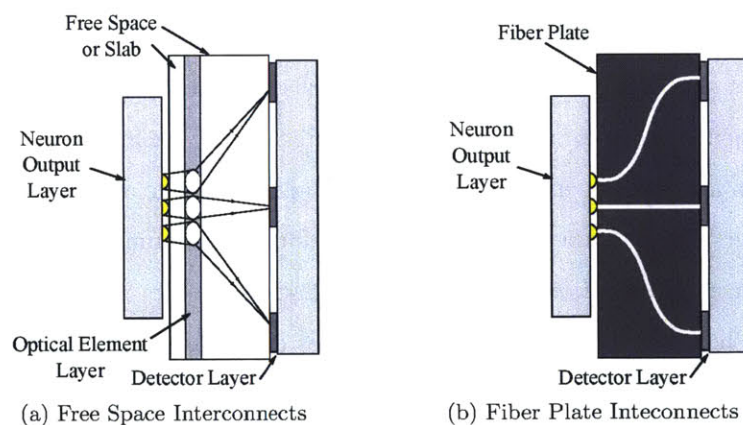 Free Space
or Slab
Neuron
Output
Layer
Optical Element
Layer
Detector Layer
(a) Free Space Interconnects
Fiber Plate
Neuron
Output
Layer
Detector Layer
(b) Fiber Plate Inteconnects